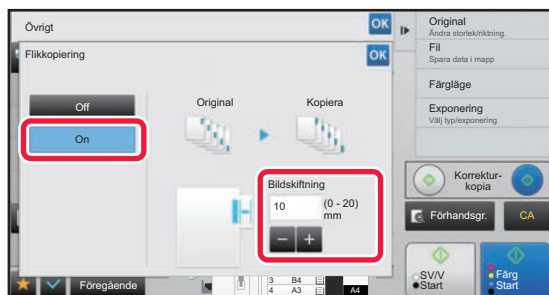 Övrigt
OK
Flikkopiering
OK
Off
On
Original
Kopiera
Bildskiftning
10
(0 - 20)
mm
Föregående
3 B4
4 A3
A4
Original
Ändra storlek/riktning.
Fil
Spara data i mapp
Färgläge
Exponering
Välj typ/exponering
Korrektur-
kopia
Förhandsgr.
CA
SV/V
Start
Färg
Start